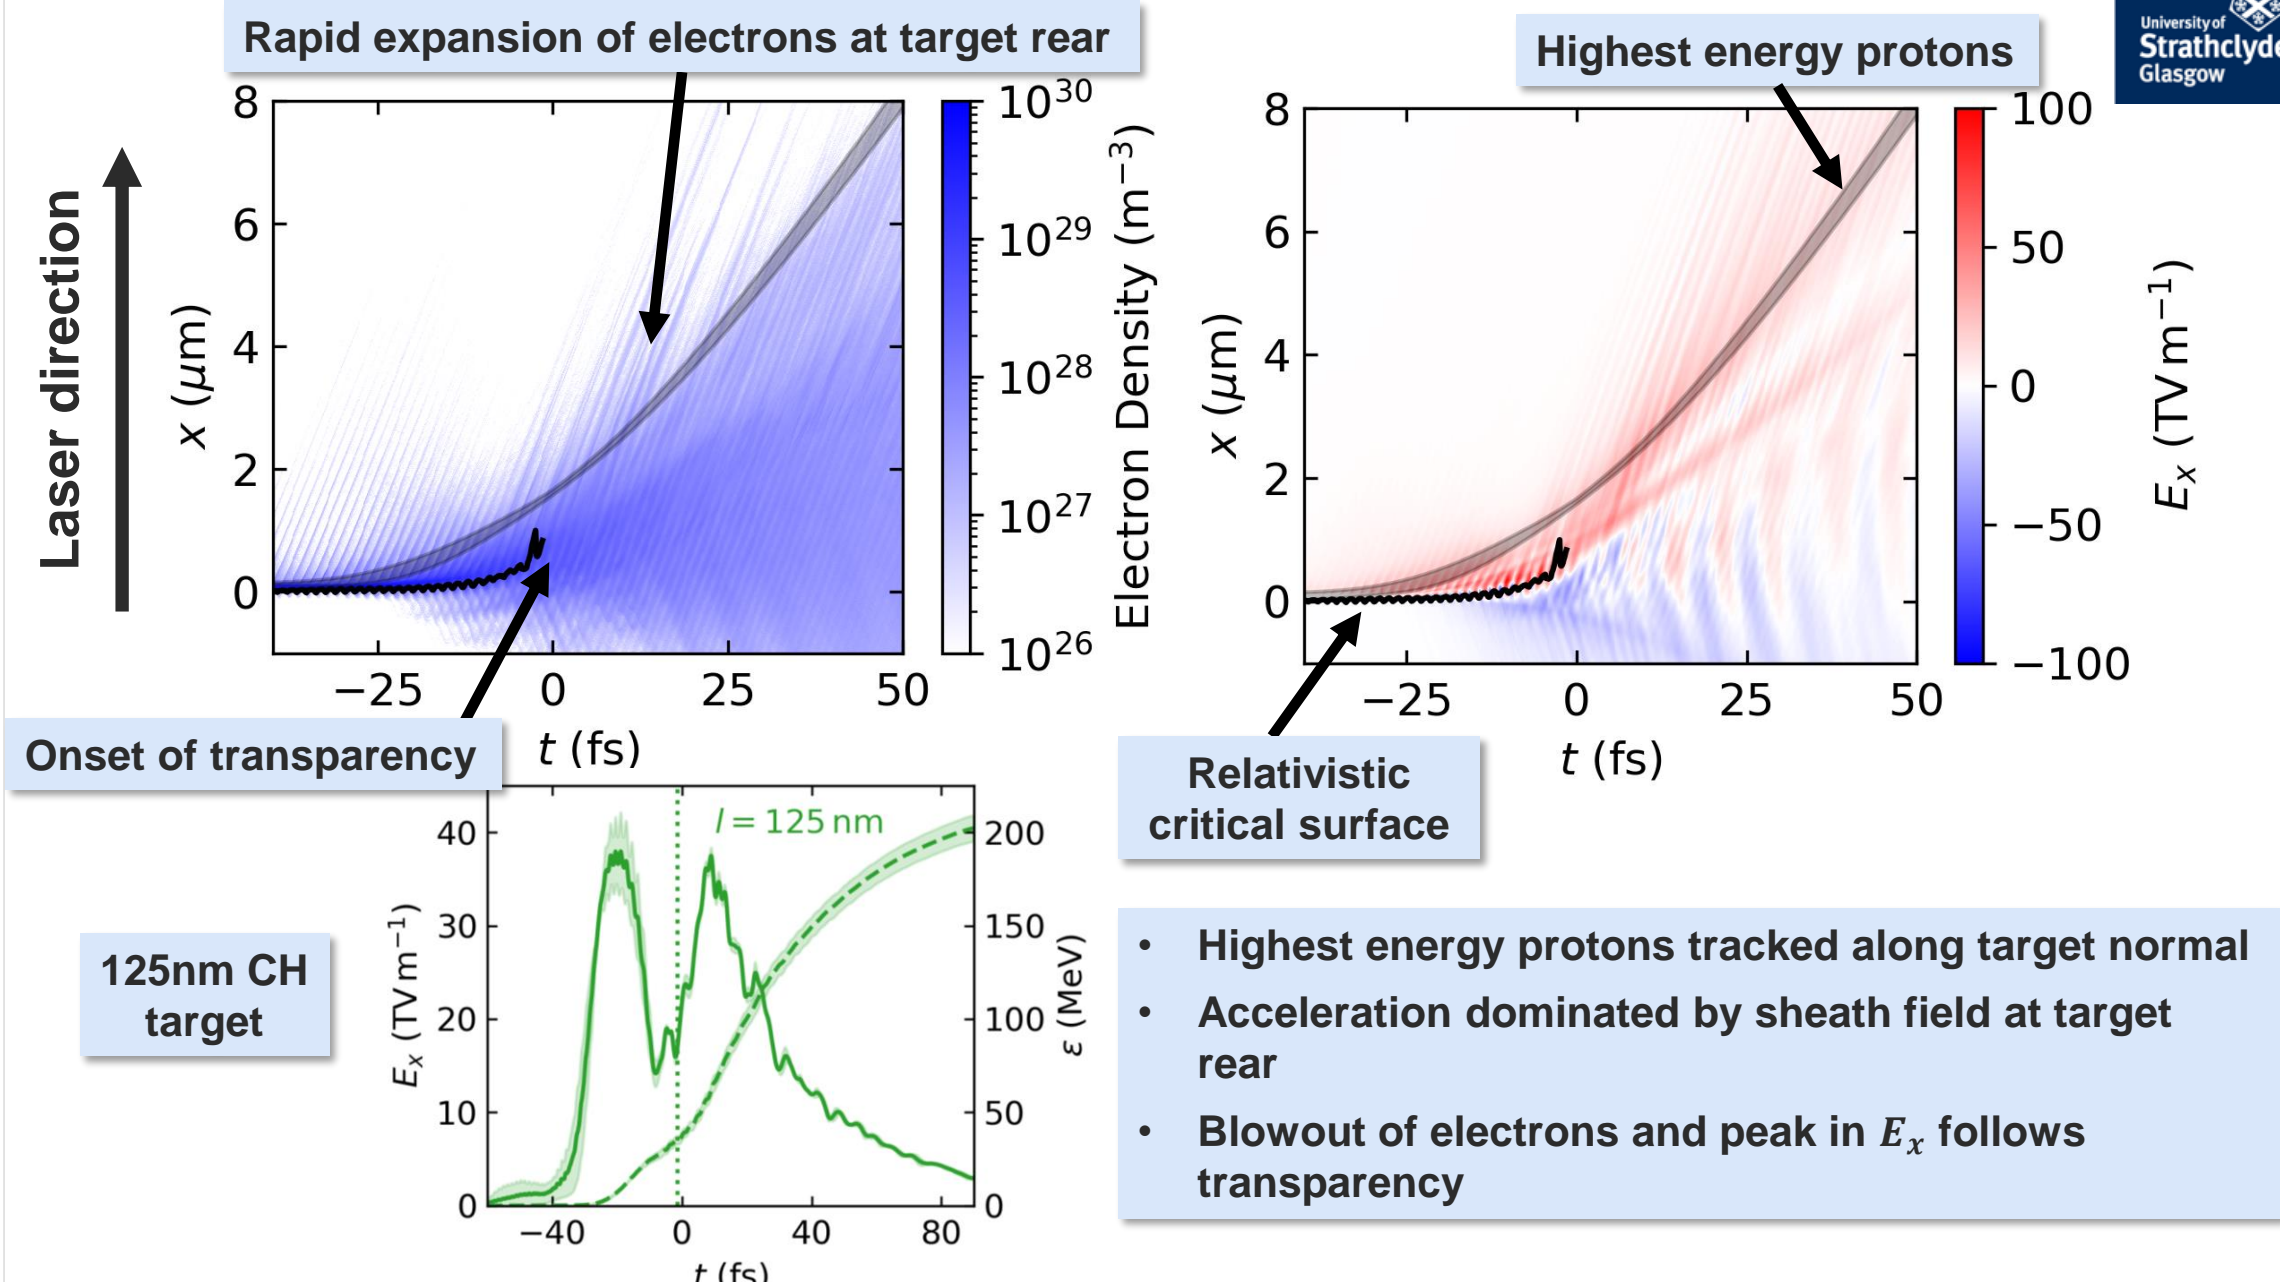 Rapid expansion of electrons at target rear
Highest energy protons
University of
Strathclyde
Glasgow
Laser direction
x (μm)
8
6
4
2
0
−25
0
25
50
t (fs)
10^30
10^29
10^28
10^27
10^26
Electron Density (m^−3)
x (μm)
8
6
4
2
0
−25
0
25
50
t (fs)
100
50
0
−50
−100
E_x (TV m^−1)
Onset of transparency
Relativistic
critical surface
125nm CH
target
l = 125 nm
E_x (TV m^−1)
40
30
20
10
0
−40
0
40
80
t (fs)
200
150
100
50
0
ε (MeV)
• Highest energy protons tracked along target normal
• Acceleration dominated by sheath field at target
rear
• Blowout of electrons and peak in E_x follows
transparency